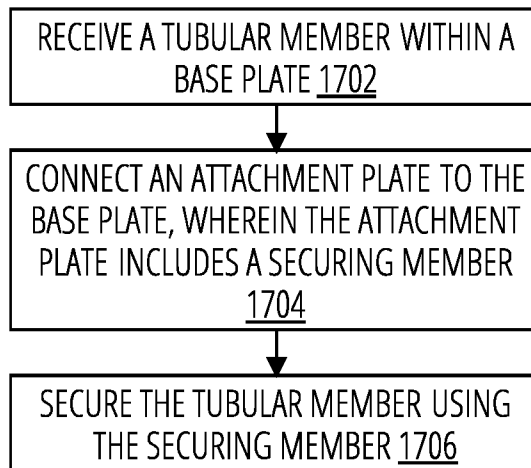 RECEIVE A TUBULAR MEMBER WITHIN A
BASE PLATE 1702
CONNECT AN ATTACHMENT PLATE TO THE
BASE PLATE, WHEREIN THE ATTACHMENT
PLATE INCLUDES A SECURING MEMBER
1704
SECURE THE TUBULAR MEMBER USING
THE SECURING MEMBER 1706